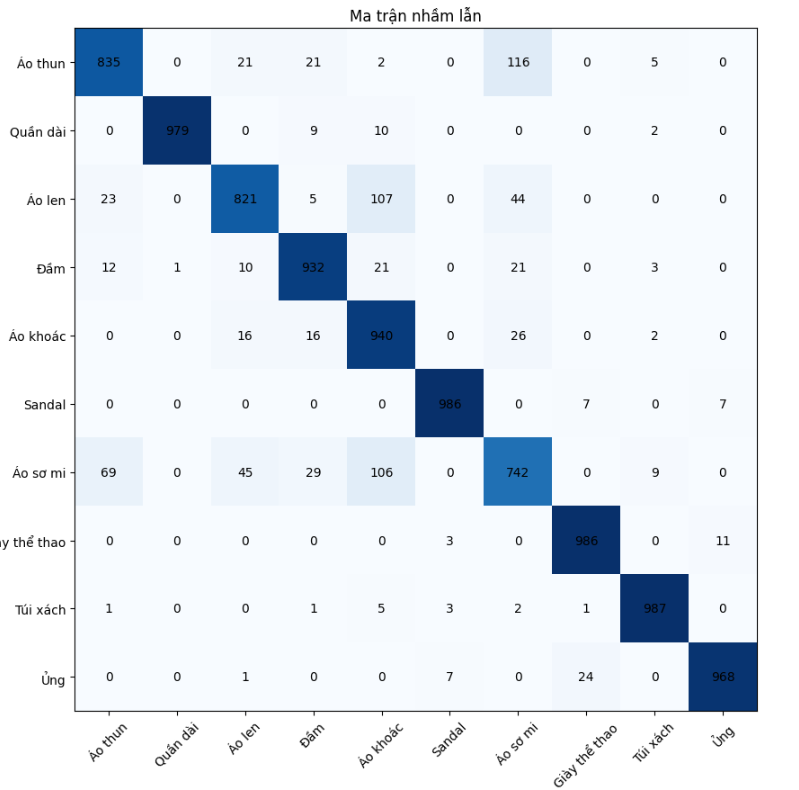 Ma trận nhầm lẫn
Áo thun 835 0 21 21 2 0 116 0 5 0
Quần dài 0 979 0 9 10 0 0 0 2 0
Áo len 23 0 821 5 107 0 44 0 0 0
Đầm 12 1 10 932 21 0 21 0 3 0
Áo khoác 0 0 16 16 940 0 26 0 2 0
Sandal 0 0 0 0 0 986 0 7 0 7
Áo sơ mi 69 0 45 29 106 0 742 0 9 0
y thể thao 0 0 0 0 0 3 0 986 0 11
Túi xách 1 0 0 1 5 3 2 1 987 0
Ủng 0 0 1 0 0 7 0 24 0 968
Áo thun Quần dài Áo len Đầm Áo khoác Sandal Áo sơ mi Giày thể thao Túi xách Ủng